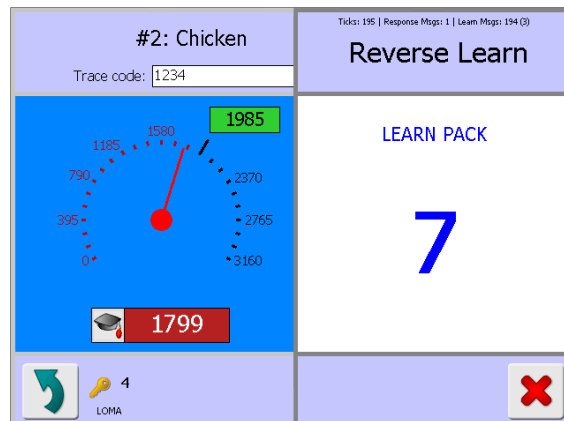 #2: Chicken
Trace code: 1234
Ticks: 195 | Response Msgs: 1 | Learn Msgs: 194 (3)
Reverse Learn
1985
1580
1185
790
2370
395
2765
0
3160
1799
LEARN PACK
7
4
LOMA